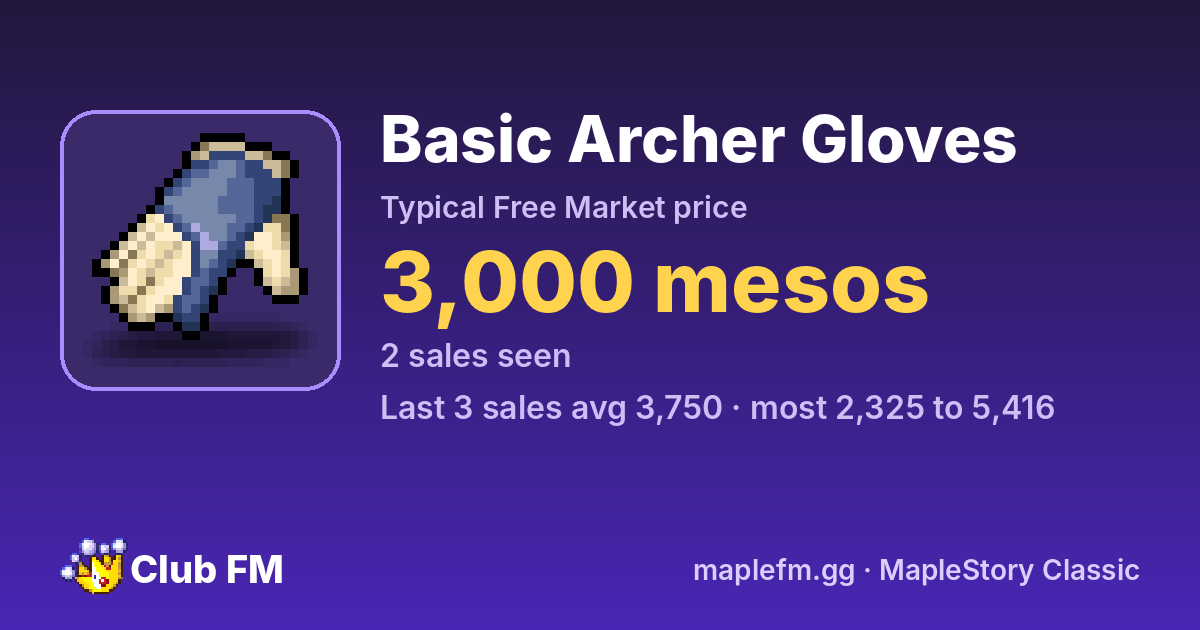 Basic Archer Gloves
Typical Free Market price
3,000 mesos
2 sales seen
Last 3 sales avg 3,750 · most 2,325 to 5,416
Club FM
maplefm.gg · MapleStory Classic